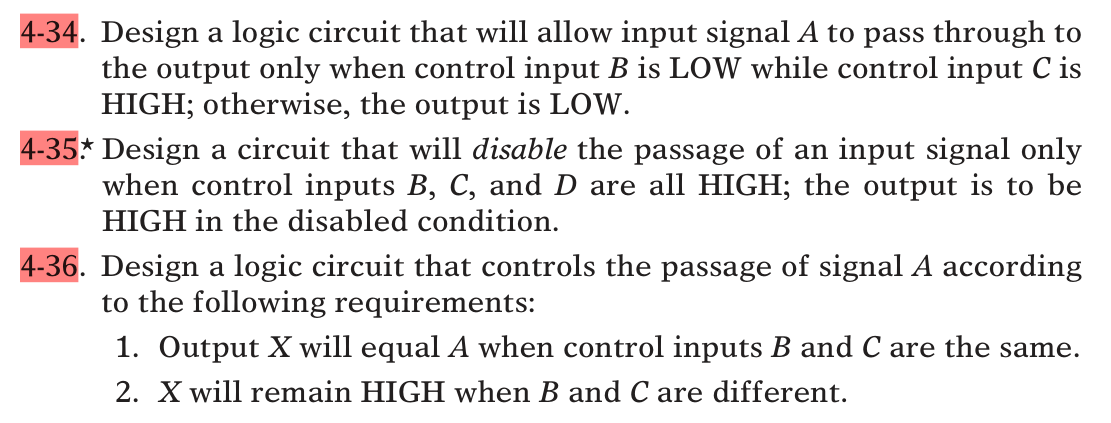 4-34. Design a logic circuit that will allow input signal A to pass through to
the output only when control input B is LOW while control input C is
HIGH; otherwise, the output is LOW.
4-35.★ Design a circuit that will disable the passage of an input signal only
when control inputs B, C, and D are all HIGH; the output is to be
HIGH in the disabled condition.
4-36. Design a logic circuit that controls the passage of signal A according
to the following requirements:
1. Output X will equal A when control inputs B and C are the same.
2. X will remain HIGH when B and C are different.